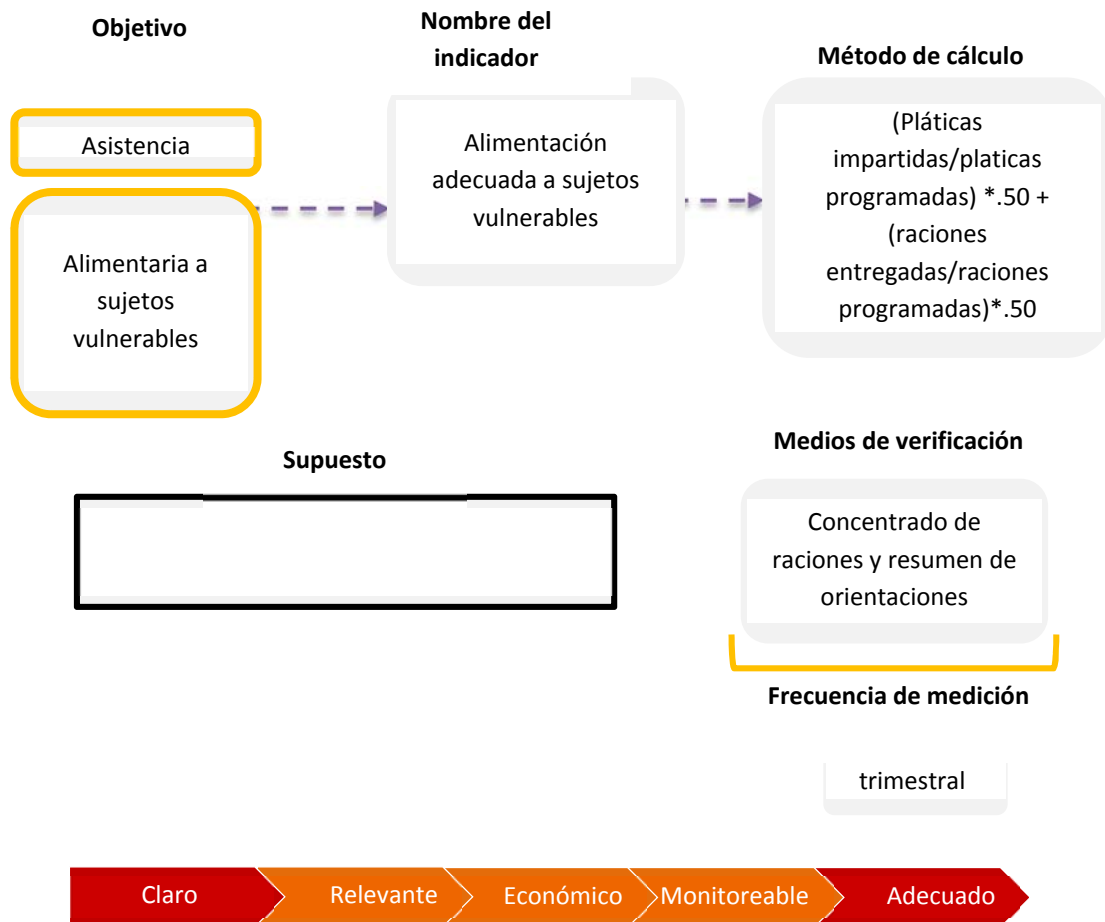 Objetivo
Nombre del
indicador
Método de cálculo
Asistencia
Alimentaria a
sujetos
vulnerables
Alimentación
adecuada a sujetos
vulnerables
(Pláticas
impartidas/platicas
programadas) *.50 +
(raciones
entregadas/raciones
programadas)*.50
Supuesto
Medios de verificación
Concentrado de
raciones y resumen de
orientaciones
Frecuencia de medición
trimestral
Claro
Relevante
Económico
Monitoreable
Adecuado